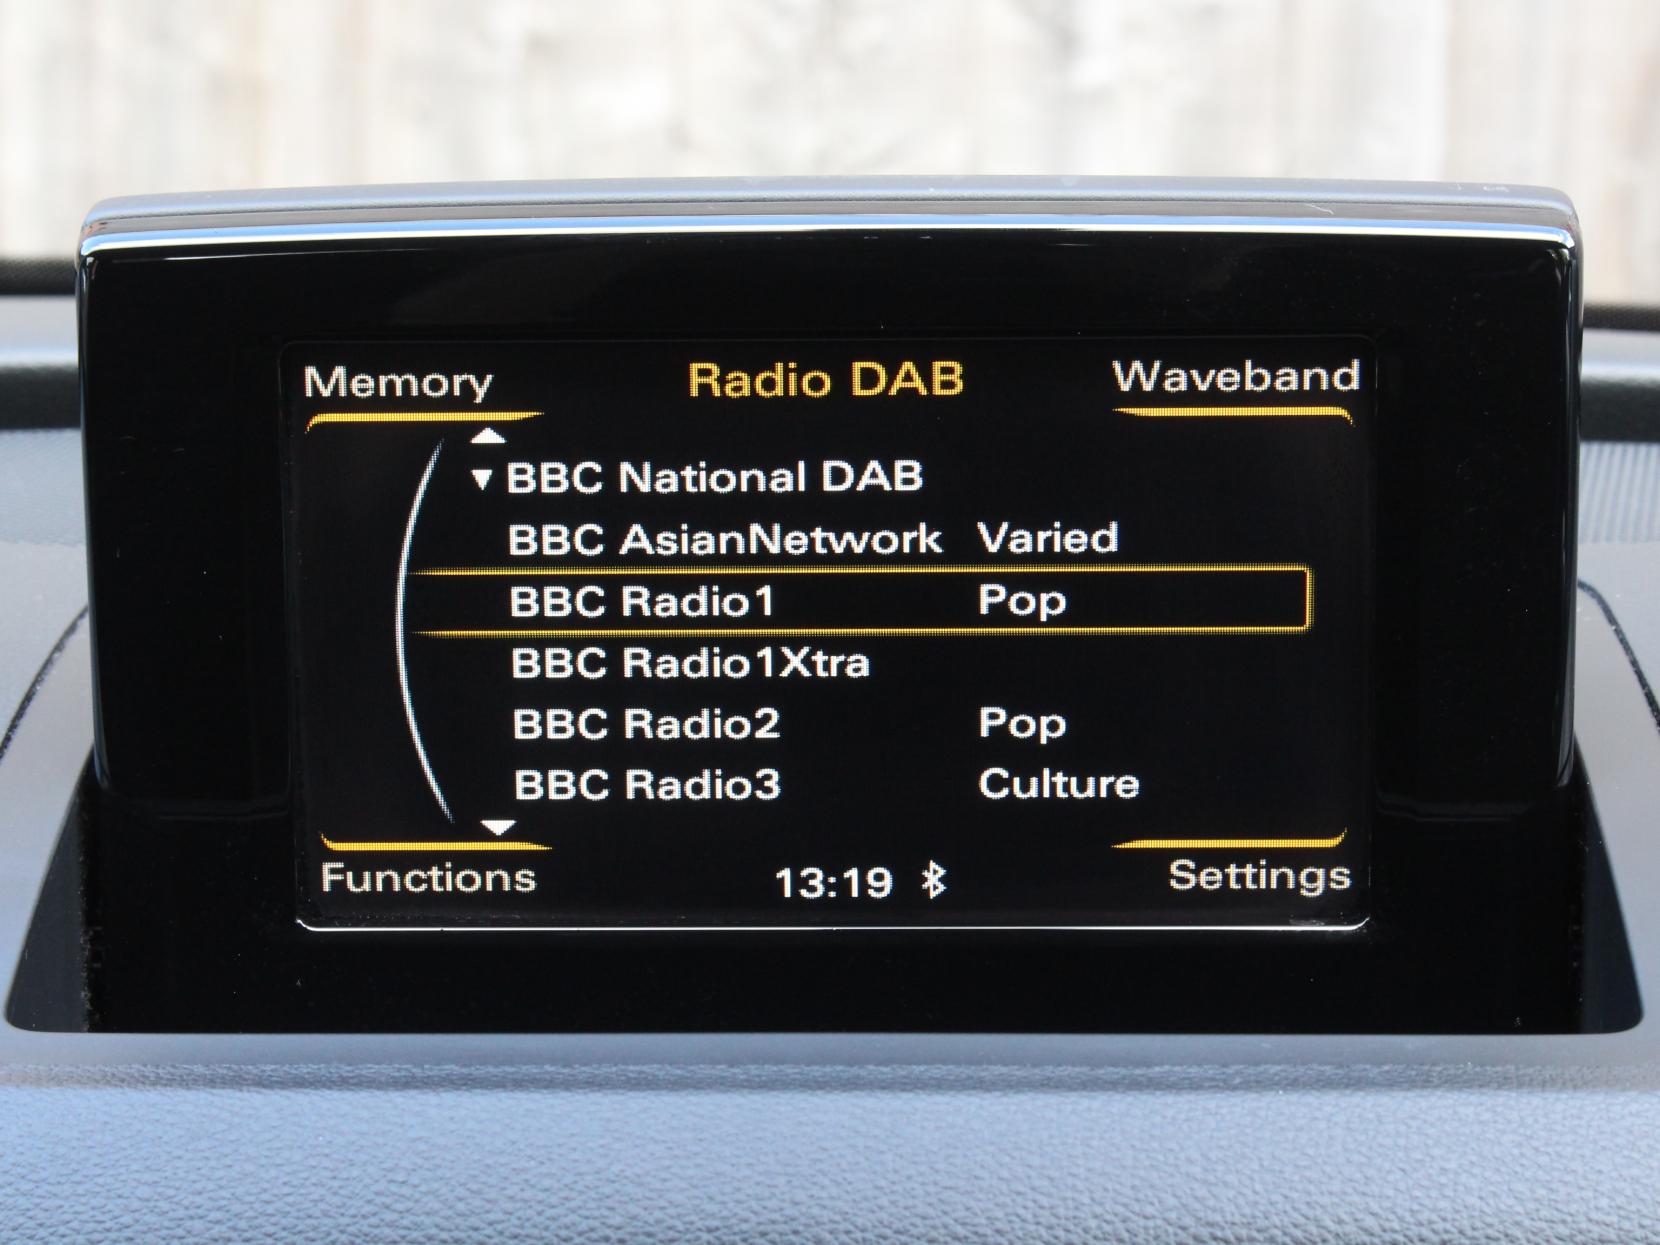 Memory Radio DAB Waveband
BBC National DAB
BBC AsianNetwork Varied
BBC Radio1 Pop
BBC Radio1Xtra
BBC Radio2 Pop
BBC Radio3 Culture
Functions 13:19 Settings